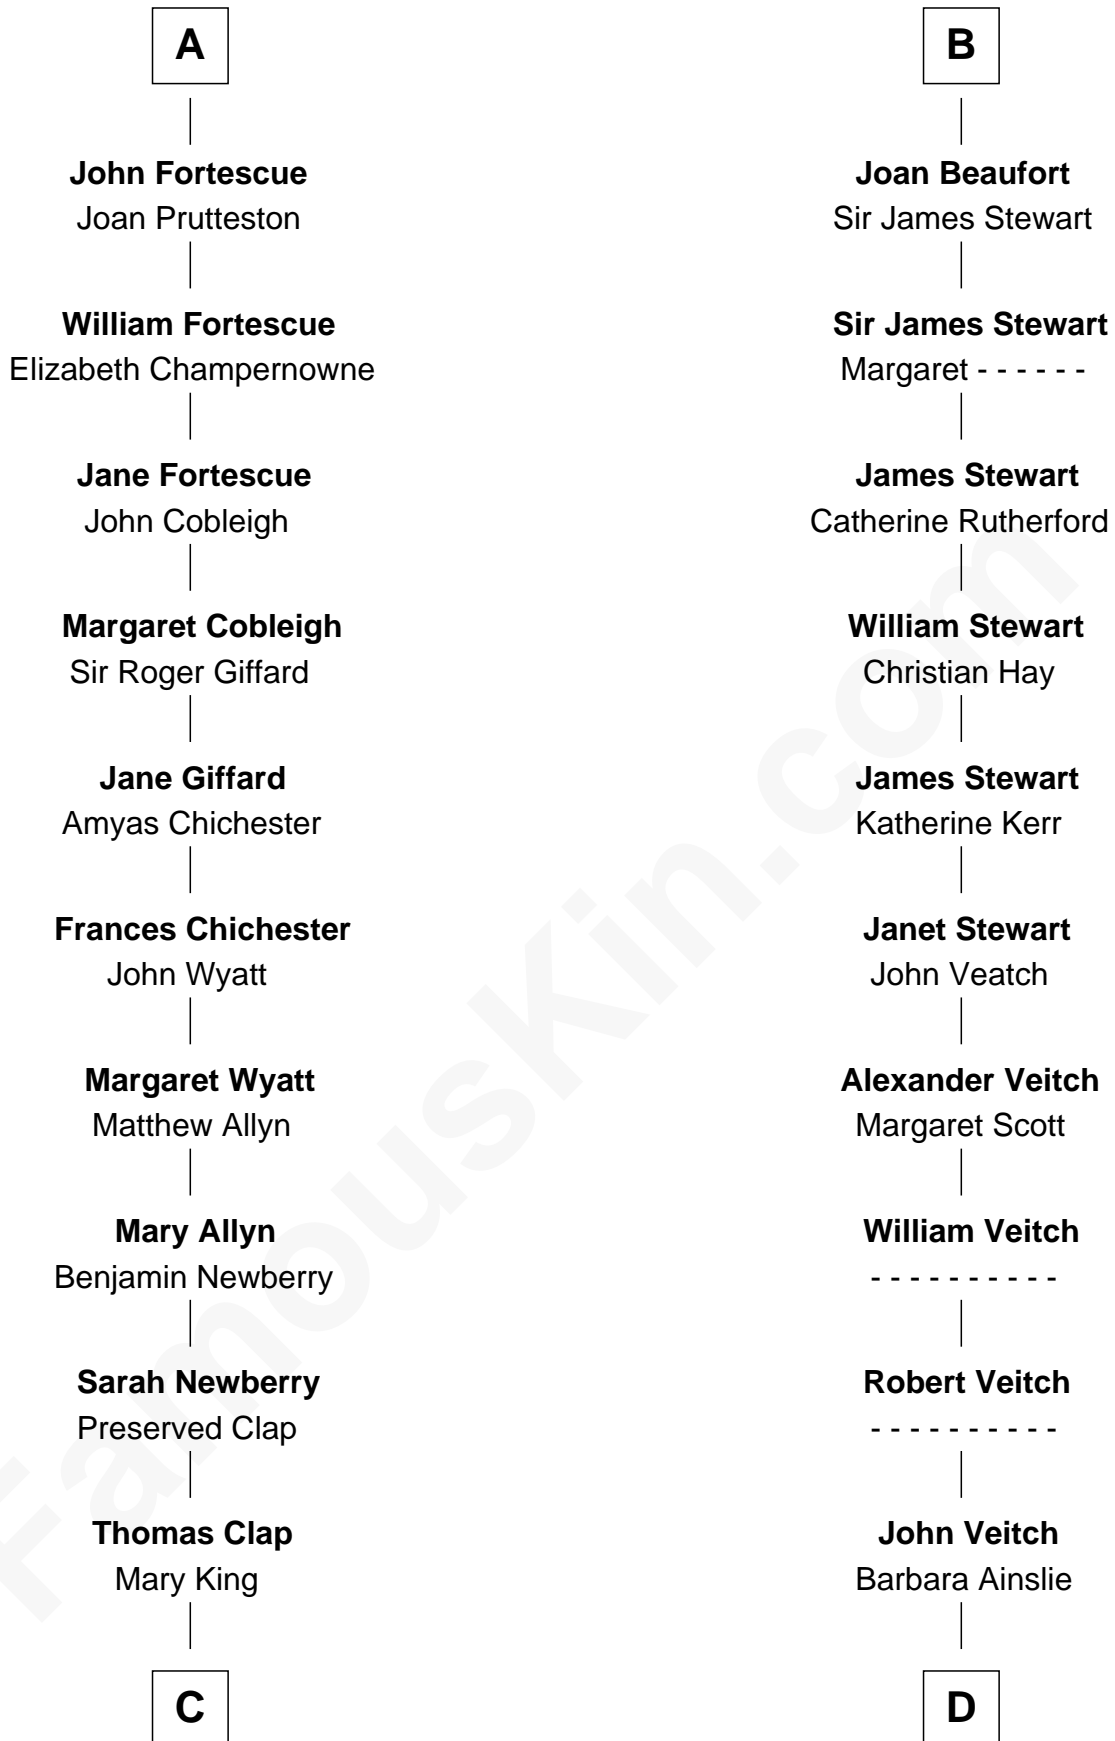 A
John Fortescue
Joan Prutteston
William Fortescue
Elizabeth Champernowne
Jane Fortescue
John Cobleigh
Margaret Cobleigh
Sir Roger Giffard
Jane Giffard
Amyas Chichester
Frances Chichester
John Wyatt
Margaret Wyatt
Matthew Allyn
Mary Allyn
Benjamin Newberry
Sarah Newberry
Preserved Clap
Thomas Clap
Mary King
C
B
Joan Beaufort
Sir James Stewart
Sir James Stewart
Margaret - - - - - -
James Stewart
Catherine Rutherford
William Stewart
Christian Hay
James Stewart
Katherine Kerr
Janet Stewart
John Veatch
Alexander Veitch
Margaret Scott
William Veitch
- - - - - - - - - -
Robert Veitch
- - - - - - - - - -
John Veitch
Barbara Ainslie
D
FamousKin.com